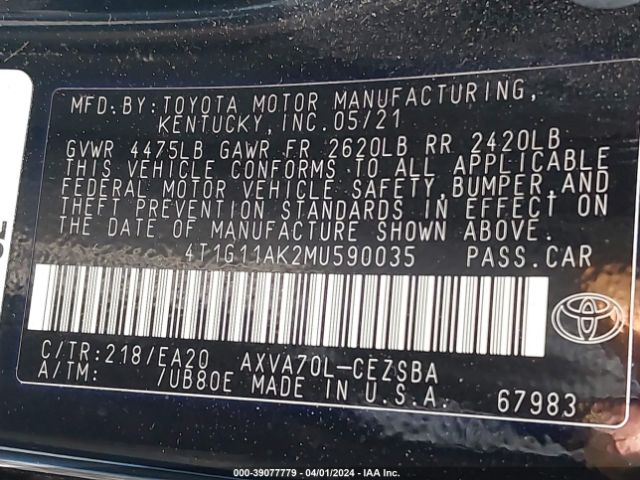 MFD.BY:TOYOTA MOTOR MANUFACTURING,
KENTUCKY,INC.05/21
GVWR 4475LB GAWR FR 2620LB RR 2420LB
THIS VEHICLE CONFORMS TO ALL APPLICABLE
FEDERAL MOTOR VEHICLE SAFETY,BUMPER,AND
THEFT PREVENTION STANDARDS IN EFFECT ON
THE DATE OF MANUFACTURE SHOWN ABOVE.
4T1G11AK2MU590035 PASS.CAR
C/TR:218/EA20 AXVA70L-CEZSBA
A/TM: /UB80E MADE IN U.S.A. 67983
000-39077779 - 04/01/2024 - IAA Inc.